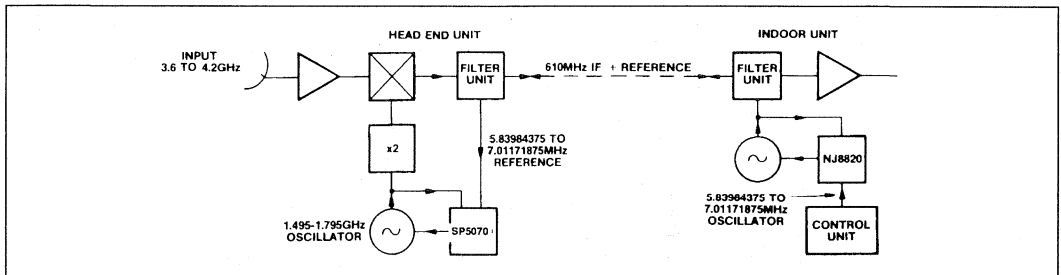 HEAD END UNIT
INDOOR UNIT
INPUT
3.6 TO 4.2GHz
FILTER
UNIT
610MHz IF + REFERENCE
FILTER
UNIT
x2
5.83984375 TO
7.01171875MHz
REFERENCE
NJ8820
1.495-1.795GHz
OSCILLATOR
SP5070
5.83984375 TO
7.01171875MHz
OSCILLATOR
CONTROL
UNIT